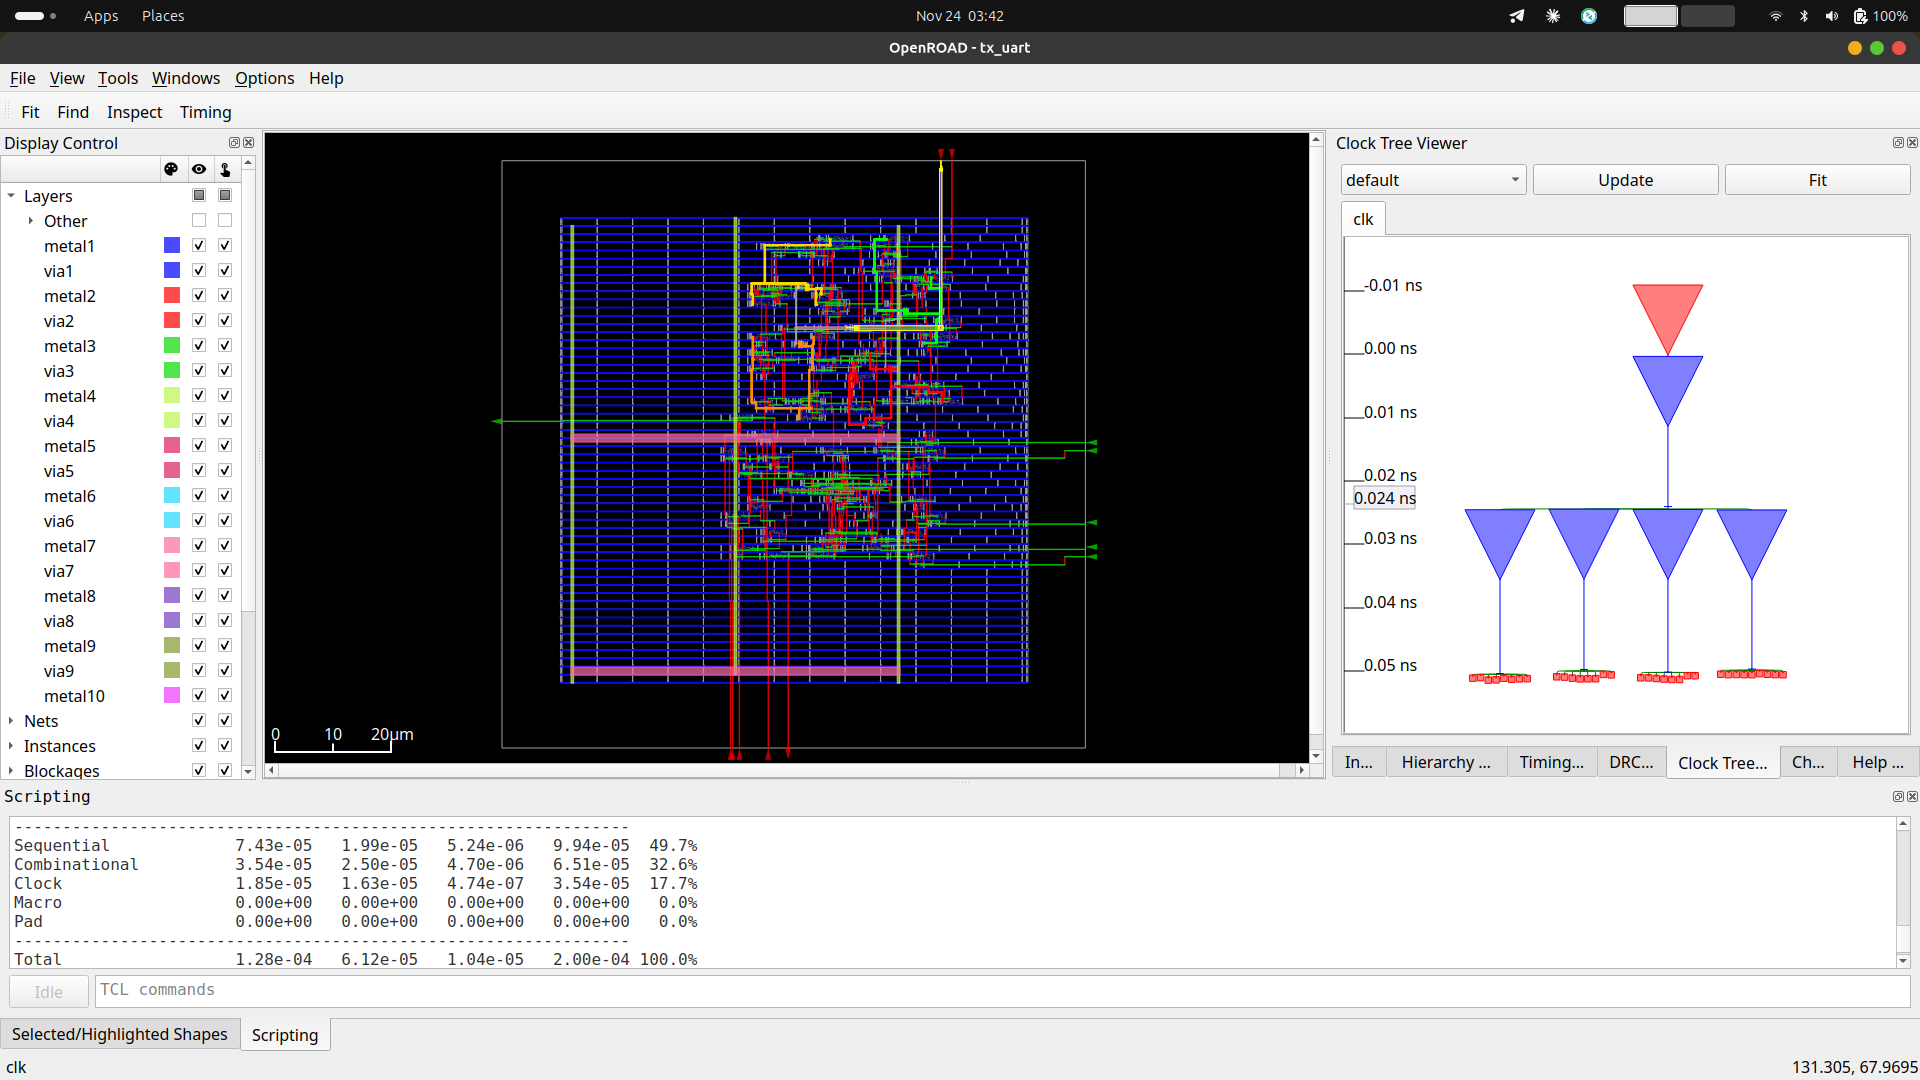 Apps Places Nov 24 03:42 100%
OpenROAD - tx_uart
File View Tools Windows Options Help
Fit Find Inspect Timing
Display Control
Layers
Other
metal1
via1
metal2
via2
metal3
via3
metal4
via4
metal5
via5
metal6
via6
metal7
via7
metal8
via8
metal9
via9
metal10
Nets
Instances
Blockages
0 10 20μm
Clock Tree Viewer
default Update Fit
clk
-0.01 ns
0.00 ns
0.01 ns
0.02 ns
0.024 ns
0.03 ns
0.04 ns
0.05 ns
In... Hierarchy ... Timing... DRC... Clock Tree... Ch... Help ...
Scripting
----------------------------------------------------------------
Sequential 7.43e-05 1.99e-05 5.24e-06 9.94e-05 49.7%
Combinational 3.54e-05 2.50e-05 4.70e-06 6.51e-05 32.6%
Clock 1.85e-05 1.63e-05 4.74e-07 3.54e-05 17.7%
Macro 0.00e+00 0.00e+00 0.00e+00 0.00e+00 0.0%
Pad 0.00e+00 0.00e+00 0.00e+00 0.00e+00 0.0%
----------------------------------------------------------------
Total 1.28e-04 6.12e-05 1.04e-05 2.00e-04 100.0%
Idle TCL commands
Selected/Highlighted Shapes Scripting
clk 131.305, 67.9695